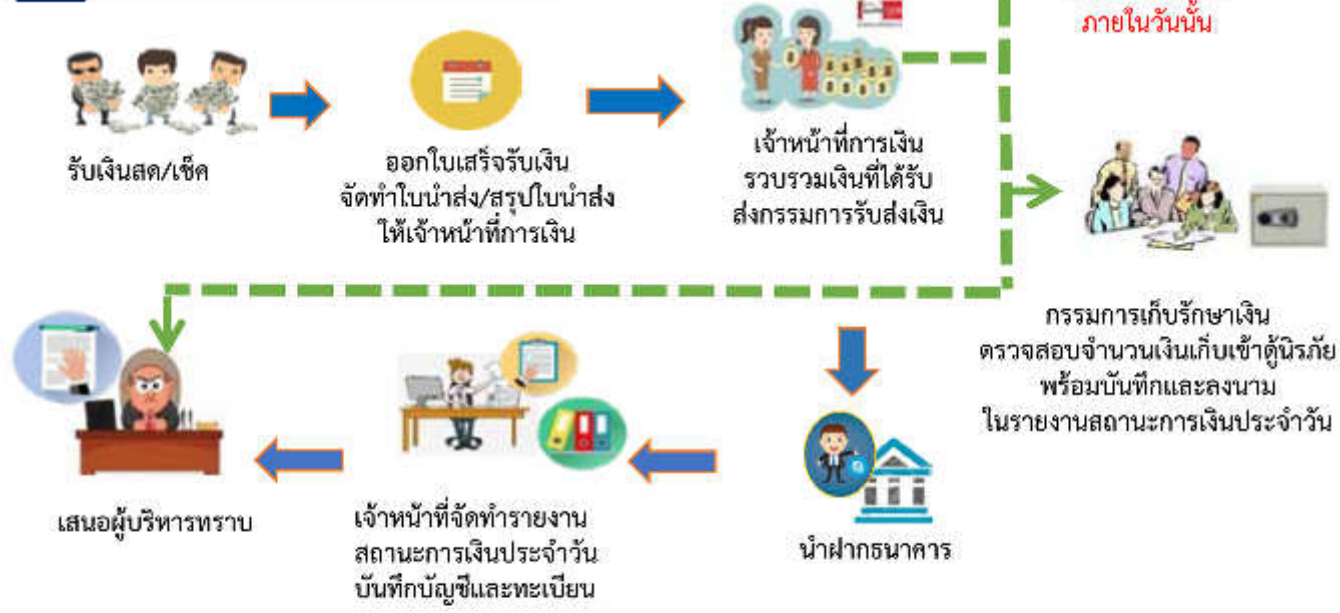 ภายในวันนั้น
รับเงินสด/เช็ค
ออกใบเสร็จรับเงิน
จัดทำใบนำส่ง/สรุปใบนำส่ง
ให้เจ้าหน้าที่การเงิน
เจ้าหน้าที่การเงิน
รวบรวมเงินที่ได้รับ
ส่งกรรมการรับส่งเงิน
กรรมการเก็บรักษาเงิน
ตรวจสอบจำนวนเงินเก็บเข้าตู้นิรภัย
พร้อมบันทึกและลงนาม
ในรายงานสถานะการเงินประจำวัน
เสนอผู้บริหารทราบ
เจ้าหน้าที่จัดทำรายงาน
สถานะการเงินประจำวัน
บันทึกบัญชีและทะเบียน
นำฝากธนาคาร